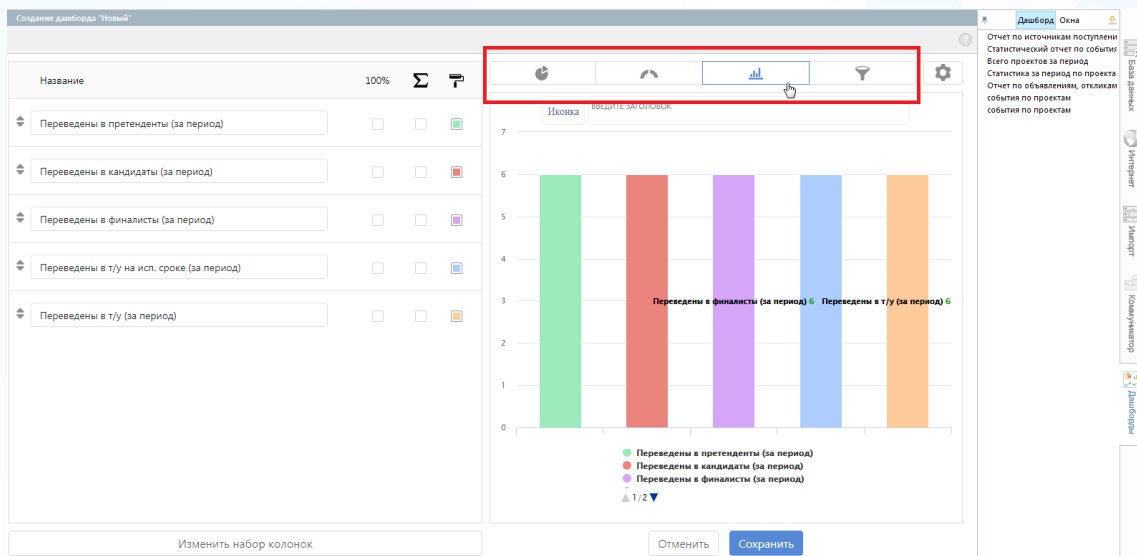 Создание дашборда "Новый"
Дашборд Окна
Отчет по источникам поступлени
Статистический отчет по события
Всего проектов за период
Статистика за период по проекта
Отчет по объявлениям, откликам
события по проектам
события по проектам
База данных
Интернет
Импорт
Коммуникатор
Дашборды
Название 100% Σ
Переведены в претенденты (за период)
Переведены в кандидаты (за период)
Переведены в финалисты (за период)
Переведены в т/у на исп. сроке (за период)
Переведены в т/у (за период)
Изменить набор колонок
Иконка ВВЕДИТЕ ЗАГОЛОВОК
7
6
5
4
3
2
1
0
Переведены в финалисты (за период) 6 Переведены в т/у (за период) 6
Переведены в претенденты (за период)
Переведены в кандидаты (за период)
Переведены в финалисты (за период)
1/2
Отменить Сохранить